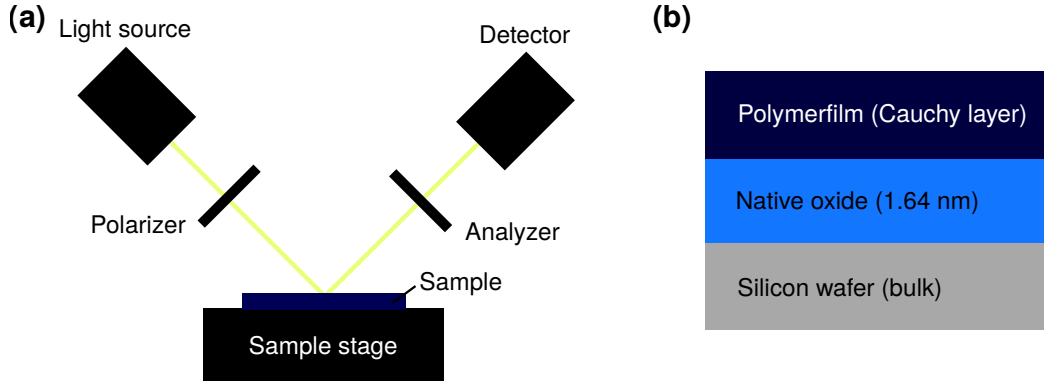 (a)
Light source
Detector
Polarizer
Analyzer
Sample
Sample stage
(b)
Polymerfilm (Cauchy layer)
Native oxide (1.64 nm)
Silicon wafer (bulk)